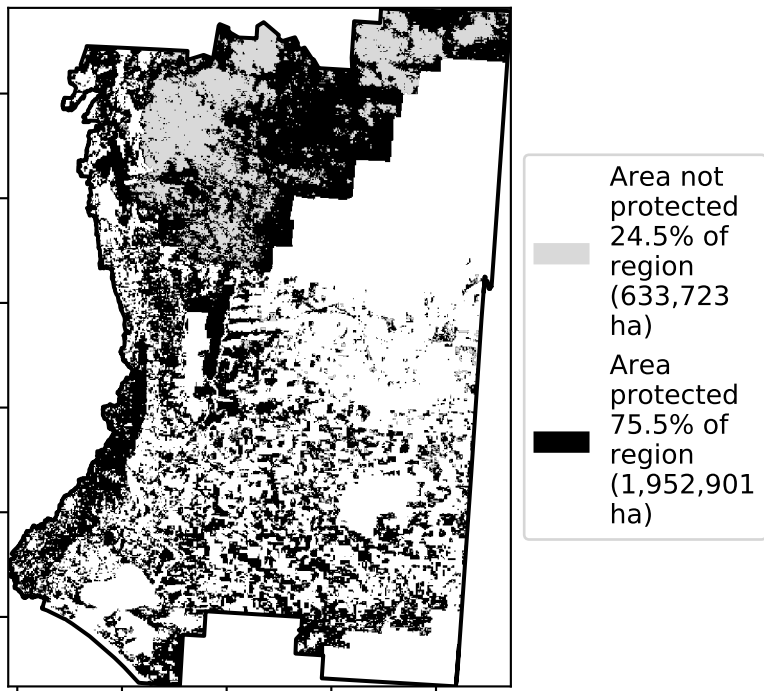 Area not
protected
24.5% of
region
(633,723
ha)
Area
protected
75.5% of
region
(1,952,901
ha)